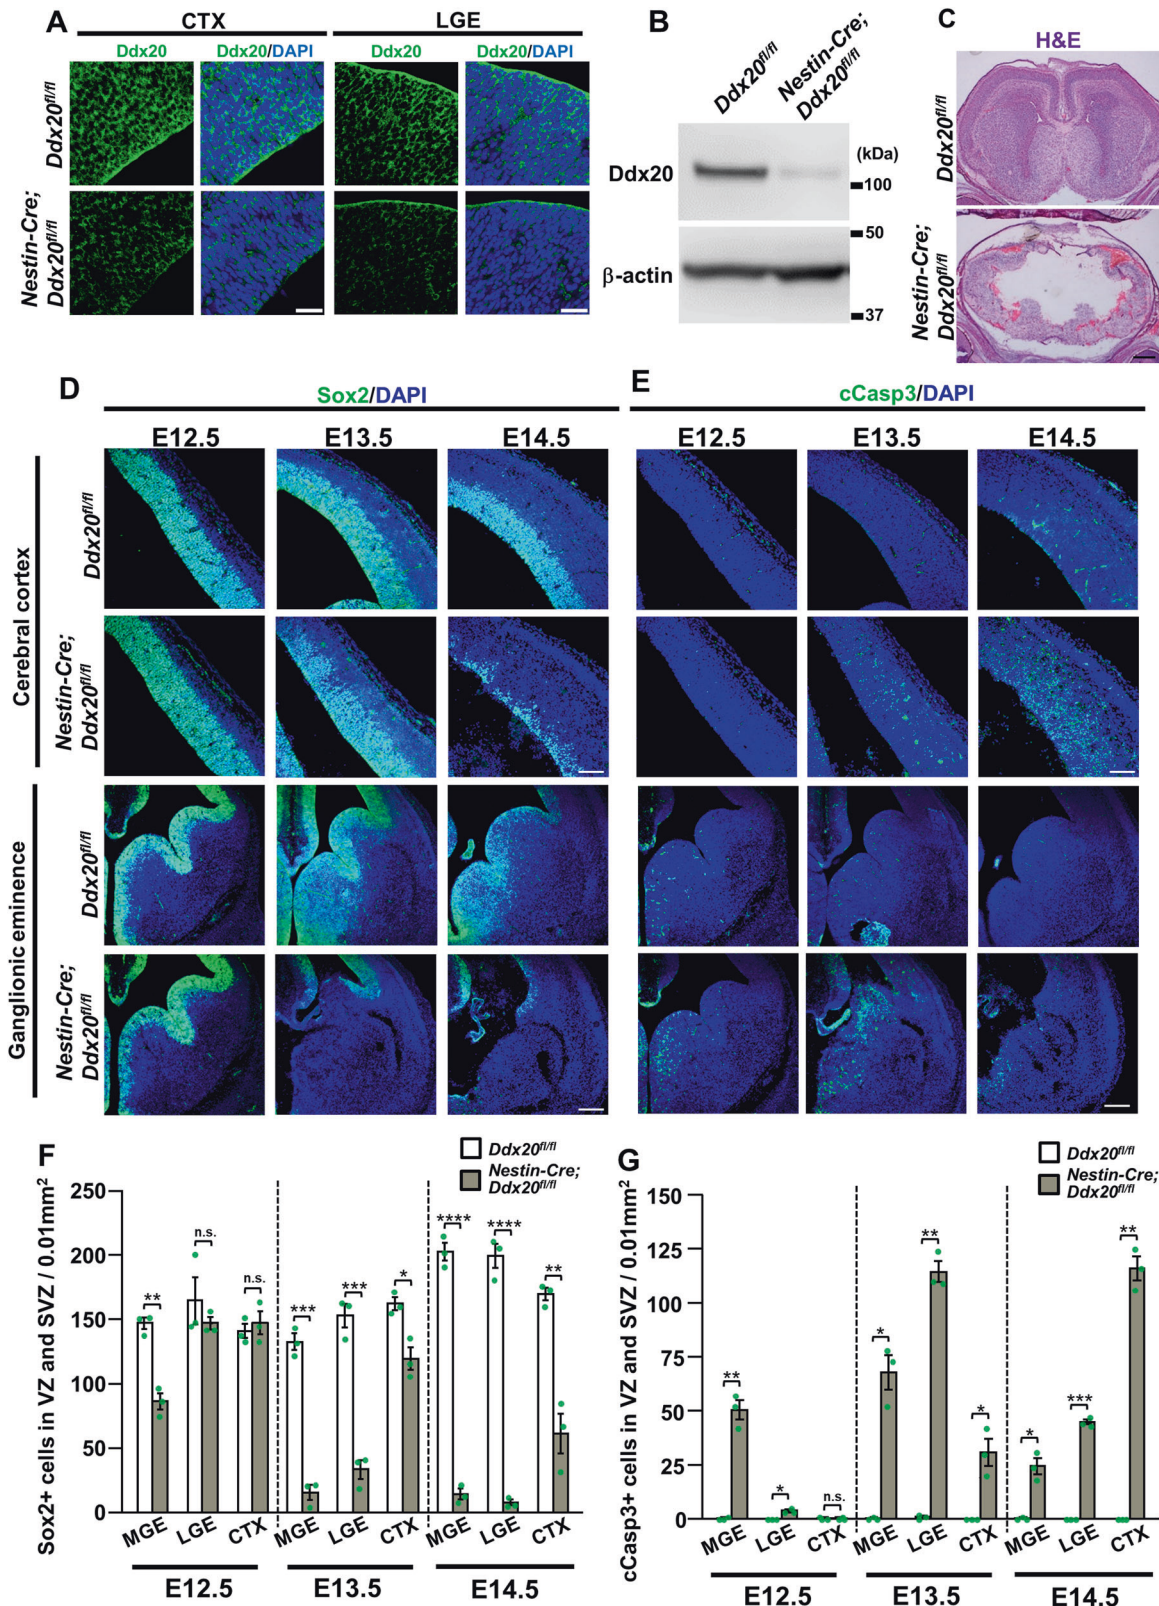 A
CTX
LGE
Ddx20
Ddx20/DAPI
Ddx20
Ddx20/DAPI
Ddx20fl/fl
Nestin-Cre;
Ddx20fl/fl
B
Ddx20fl/fl
Nestin-Cre;
Ddx20fl/fl
(kDa)
Ddx20
100
50
β-actin
37
C
H&E
Ddx20fl/fl
Nestin-Cre;
Ddx20fl/fl
D
Sox2/DAPI
E12.5
E13.5
E14.5
E
cCasp3/DAPI
E12.5
E13.5
E14.5
Cerebral cortex
Ddx20fl/fl
Nestin-Cre;
Ddx20fl/fl
Ganglionic eminence
Ddx20fl/fl
Nestin-Cre;
Ddx20fl/fl
F
Ddx20fl/fl
Nestin-Cre;
Ddx20fl/fl
Sox2+ cells in VZ and SVZ / 0.01mm²
250
200
150
100
50
0
**
n.s.
n.s.
***
***
*
****
****
**
MGE
LGE
CTX
MGE
LGE
CTX
MGE
LGE
CTX
E12.5
E13.5
E14.5
G
Ddx20fl/fl
Nestin-Cre;
Ddx20fl/fl
cCasp3+ cells in VZ and SVZ / 0.01mm²
150
125
100
75
50
25
0
**
*
n.s.
*
**
*
*
***
**
MGE
LGE
CTX
MGE
LGE
CTX
MGE
LGE
CTX
E12.5
E13.5
E14.5